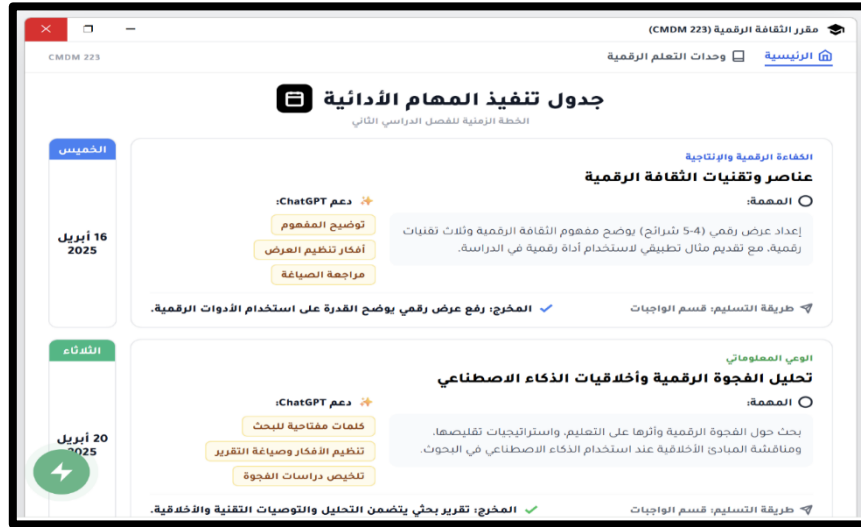 مقرر الثقافة الرقمية (CMDM 223)
الرئيسية
وحدات التعلم الرقمية
CMDM 223
جدول تنفيذ المهام الأدائية
الخطة الزمنية للفصل الدراسي الثاني
الخميس
16 أبريل
2025
الكفاءة الرقمية والإنتاجية
عناصر وتقنيات الثقافة الرقمية
المهمة:
إعداد عرض رقمي (4-5 شرائح) يوضح مفهوم الثقافة الرقمية وثلاث تقنيات
رقمية، مع تقديم مثال تطبيقي لاستخدام أداة رقمية في الدراسة.
دعم ChatGPT:
توضيح المفهوم
أفكار تنظيم العرض
مراجعة الصياغة
طريقة التسليم: قسم الواجبات
المخرج: رفع عرض رقمي يوضح القدرة على استخدام الأدوات الرقمية.
الثلاثاء
20 أبريل
2025
الوعي المعلوماتي
تحليل الفجوة الرقمية وأخلاقيات الذكاء الاصطناعي
المهمة:
بحث حول الفجوة الرقمية وأثرها على التعليم، واستراتيجيات تقليصها،
ومناقشة المبادئ الأخلاقية عند استخدام الذكاء الاصطناعي في البحوث.
دعم ChatGPT:
كلمات مفتاحية للبحث
تنظيم الأفكار وصياغة التقرير
تلخيص دراسات الفجوة
طريقة التسليم: قسم الواجبات
المخرج: تقرير بحثي يتضمن التحليل والتوصيات التقنية والأخلاقية.